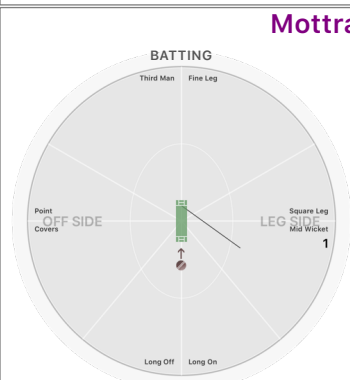 Mottra
BATTING
Third Man Fine Leg
Point Square Leg
OFF SIDE LEG SIDE
Covers Mid Wicket
1
Long Off Long On